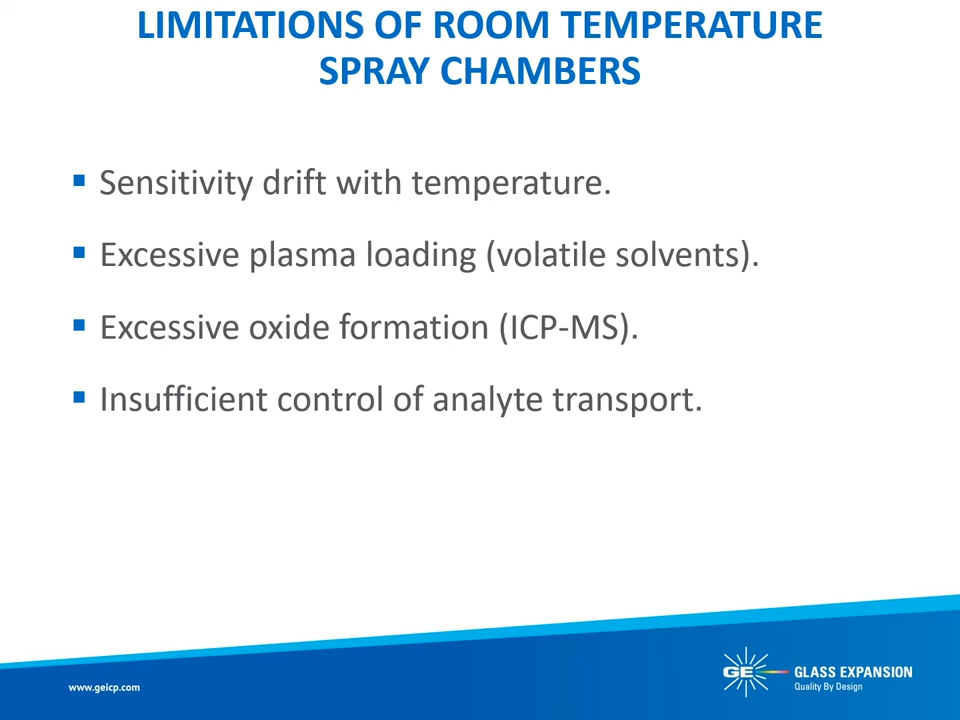 LIMITATIONS OF ROOM TEMPERATURE
SPRAY CHAMBERS
▪ Sensitivity drift with temperature.
▪ Excessive plasma loading (volatile solvents).
▪ Excessive oxide formation (ICP-MS).
▪ Insufficient control of analyte transport.
www.geicp.com
GE
GLASS EXPANSION
Quality By Design